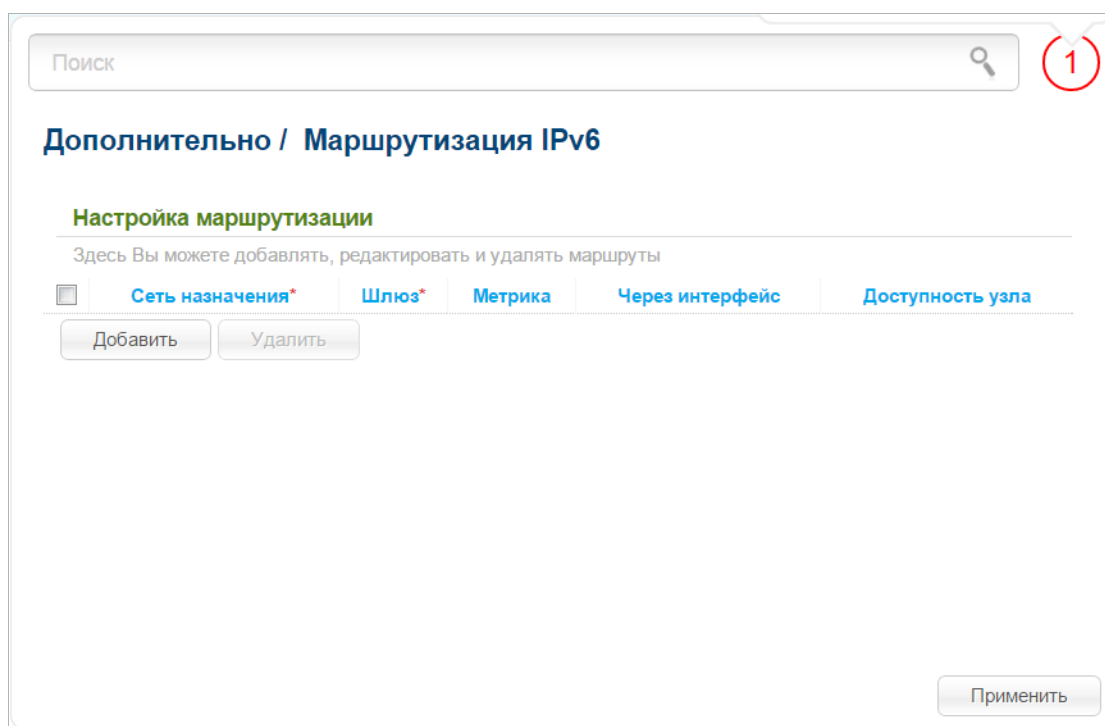 Поиск
1
Дополнительно / Маршрутизация IPv6
Настройка маршрутизации
Здесь Вы можете добавлять, редактировать и удалять маршруты
Сеть назначения* Шлюз* Метрика Через интерфейс Доступность узла
Добавить Удалить
Применить